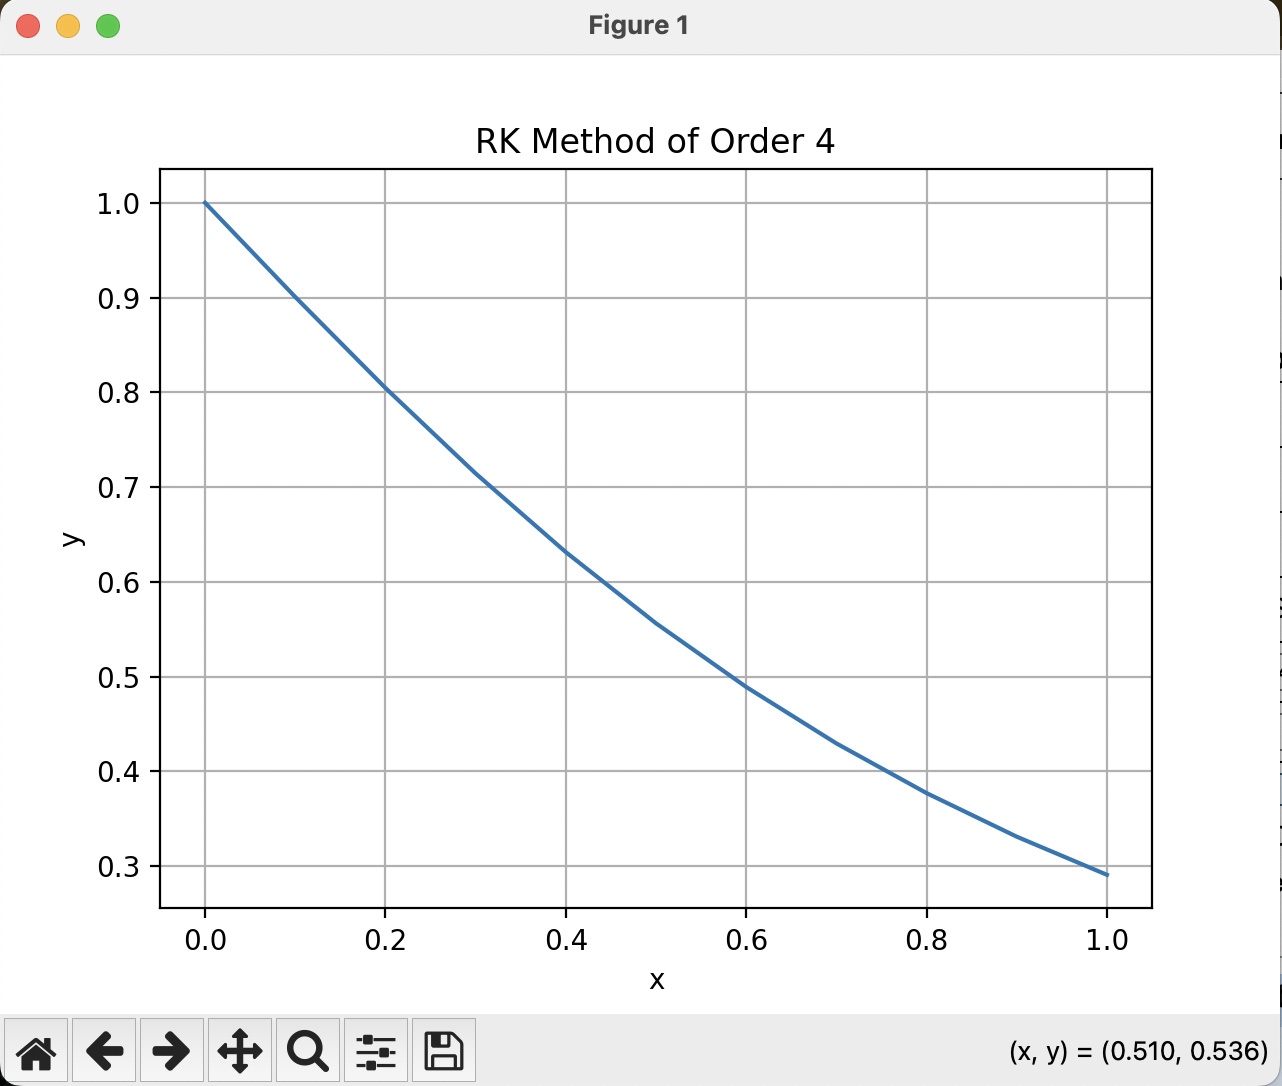 Figure 1
RK Method of Order 4
1.0
0.9
0.8
0.7
0.6
0.5
0.4
0.3
y
0.0 0.2 0.4 0.6 0.8 1.0
x
(x, y) = (0.510, 0.536)